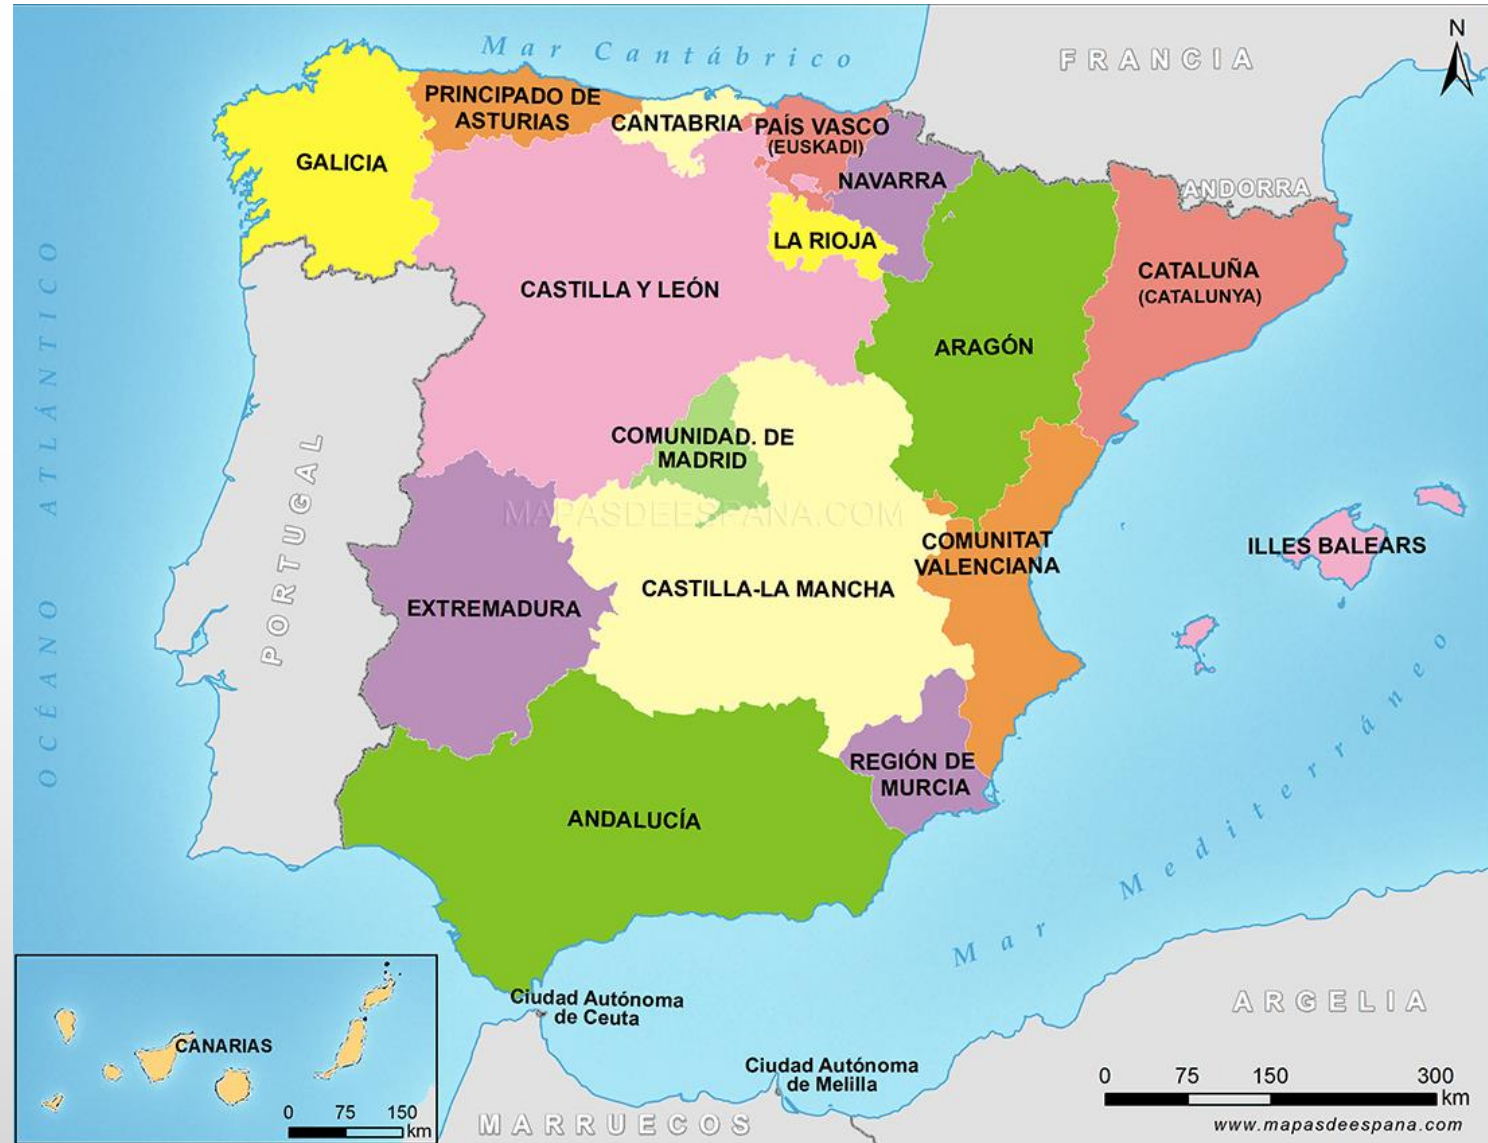 Mar Cantábrico
FRANCIA
N
PRINCIPADO DE
ASTURIAS
CANTABRIA
PAÍS VASCO
(EUSKADI)
GALICIA
NAVARRA
ANDORRA
LA RIOJA
CATALUÑA
(CATALUNYA)
CASTILLA Y LEÓN
ARAGÓN
OCÉANO ATLÁNTICO
PORTUGAL
COMUNIDAD. DE
MADRID
MAPASDEESPANA.COM
COMUNITAT
VALENCIANA
ILLES BALEARS
CASTILLA-LA MANCHA
EXTREMADURA
Mar Mediterráneo
REGIÓN DE
MURCIA
ANDALUCÍA
Ciudad Autónoma
de Ceuta
ARGELIA
CANARIAS
Ciudad Autónoma
de Melilla
0 75 150
km
MARRUECOS
0 75 150 300
km
www.mapasdeespana.com